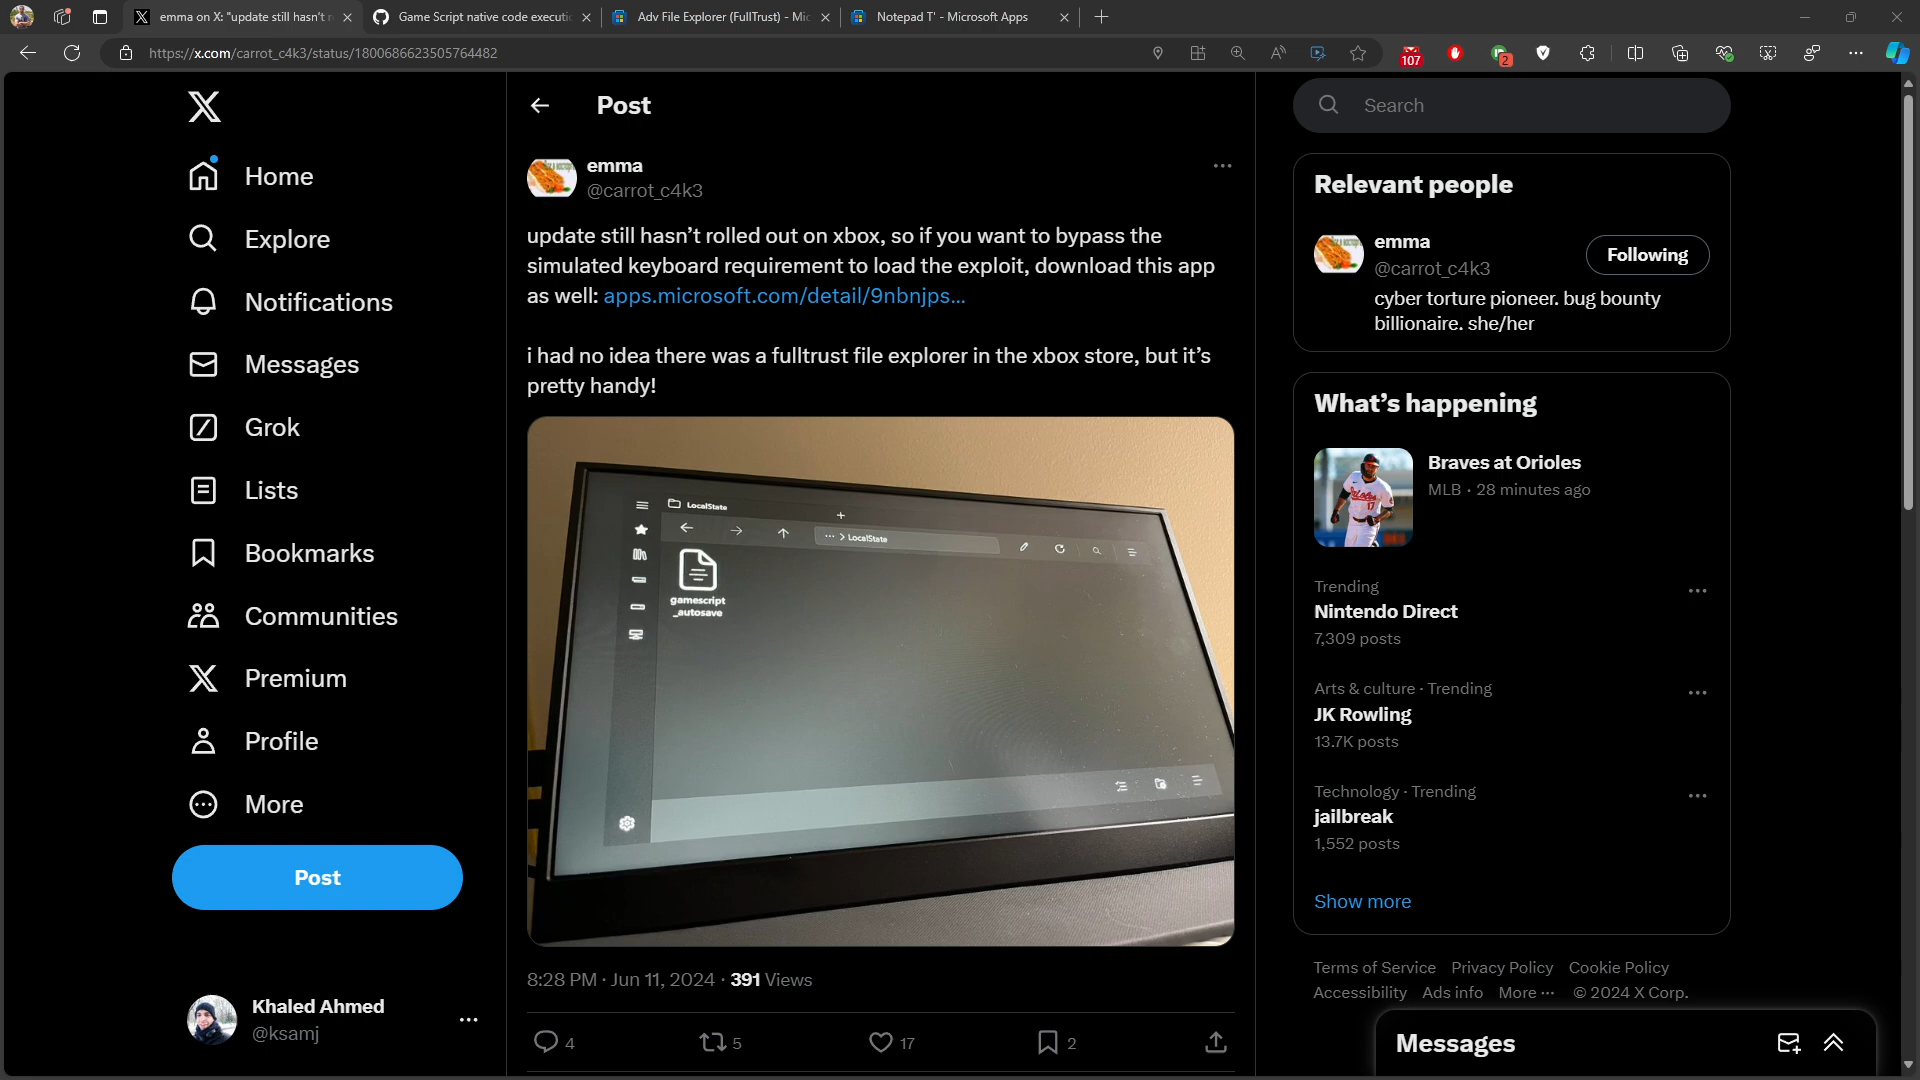 emma on X: "update still hasn't r
Game Script native code executi
Adv File Explorer (FullTrust) - Mic
Notepad T' - Microsoft Apps
https://x.com/carrot_c4k3/status/1800686623505764482
107
2
Home
Explore
Notifications
Messages
Grok
Lists
Bookmarks
Communities
Premium
Profile
More
Post
Khaled Ahmed
@ksamj
Post
emma
@carrot_c4k3
update still hasn't rolled out on xbox, so if you want to bypass the
simulated keyboard requirement to load the exploit, download this app
as well: apps.microsoft.com/detail/9nbnjps...
i had no idea there was a fulltrust file explorer in the xbox store, but it's
pretty handy!
LocalState
LocalState
gamescript
_autosave
8:28 PM · Jun 11, 2024 · 391 Views
4
5
17
2
Search
Relevant people
emma
@carrot_c4k3
Following
cyber torture pioneer. bug bounty
billionaire. she/her
What's happening
Braves at Orioles
MLB · 28 minutes ago
Trending
Nintendo Direct
7,309 posts
Arts & culture · Trending
JK Rowling
13.7K posts
Technology · Trending
jailbreak
1,552 posts
Show more
Terms of Service Privacy Policy Cookie Policy
Accessibility Ads info More ··· © 2024 X Corp.
Messages